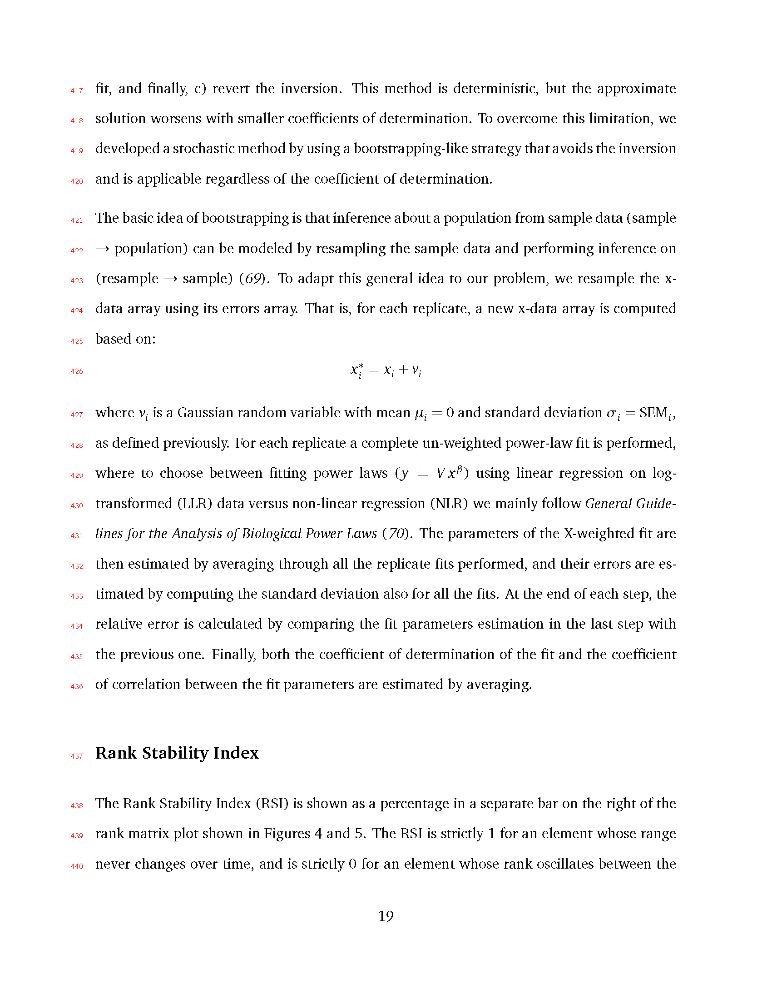 417 fit, and finally, c) revert the inversion. This method is deterministic, but the approximate
418 solution worsens with smaller coefficients of determination. To overcome this limitation, we
419 developed a stochastic method by using a bootstrapping-like strategy that avoids the inversion
420 and is applicable regardless of the coefficient of determination.
421 The basic idea of bootstrapping is that inference about a population from sample data (sample
422 → population) can be modeled by resampling the sample data and performing inference on
423 (resample → sample) (69). To adapt this general idea to our problem, we resample the x-
424 data array using its errors array. That is, for each replicate, a new x-data array is computed
425 based on:
426 x*ᵢ = xᵢ + νᵢ
427 where νᵢ is a Gaussian random variable with mean μᵢ = 0 and standard deviation σᵢ = SEMᵢ,
428 as defined previously. For each replicate a complete un-weighted power-law fit is performed,
429 where to choose between fitting power laws (y = Vx^β) using linear regression on log-
430 transformed (LLR) data versus non-linear regression (NLR) we mainly follow General Guide-
431 lines for the Analysis of Biological Power Laws (70). The parameters of the X-weighted fit are
432 then estimated by averaging through all the replicate fits performed, and their errors are es-
433 timated by computing the standard deviation also for all the fits. At the end of each step, the
434 relative error is calculated by comparing the fit parameters estimation in the last step with
435 the previous one. Finally, both the coefficient of determination of the fit and the coefficient
436 of correlation between the fit parameters are estimated by averaging.
437 Rank Stability Index
438 The Rank Stability Index (RSI) is shown as a percentage in a separate bar on the right of the
439 rank matrix plot shown in Figures 4 and 5. The RSI is strictly 1 for an element whose range
440 never changes over time, and is strictly 0 for an element whose rank oscillates between the
19